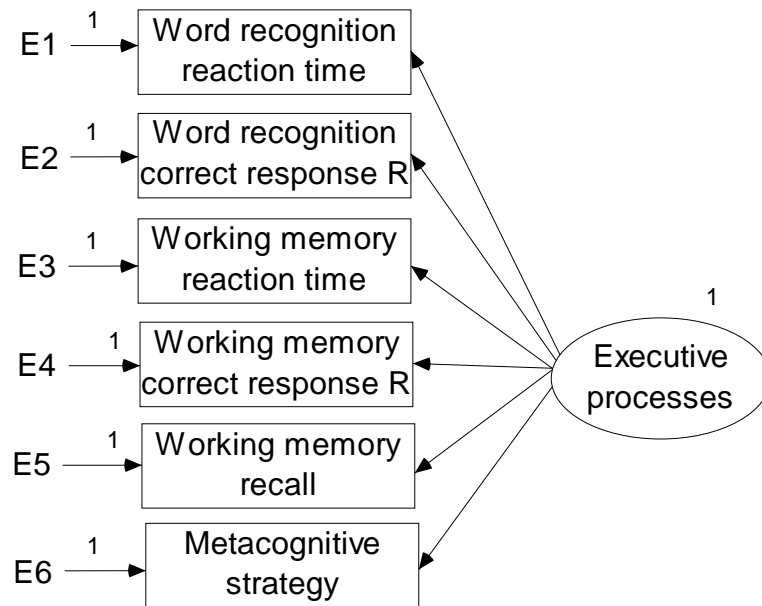 1
E1
Word recognition
reaction time
1
E2
Word recognition
correct response R
1
E3
Working memory
reaction time
1
Executive
processes
1
E4
Working memory
correct response R
1
E5
Working memory
recall
1
E6
Metacognitive
strategy